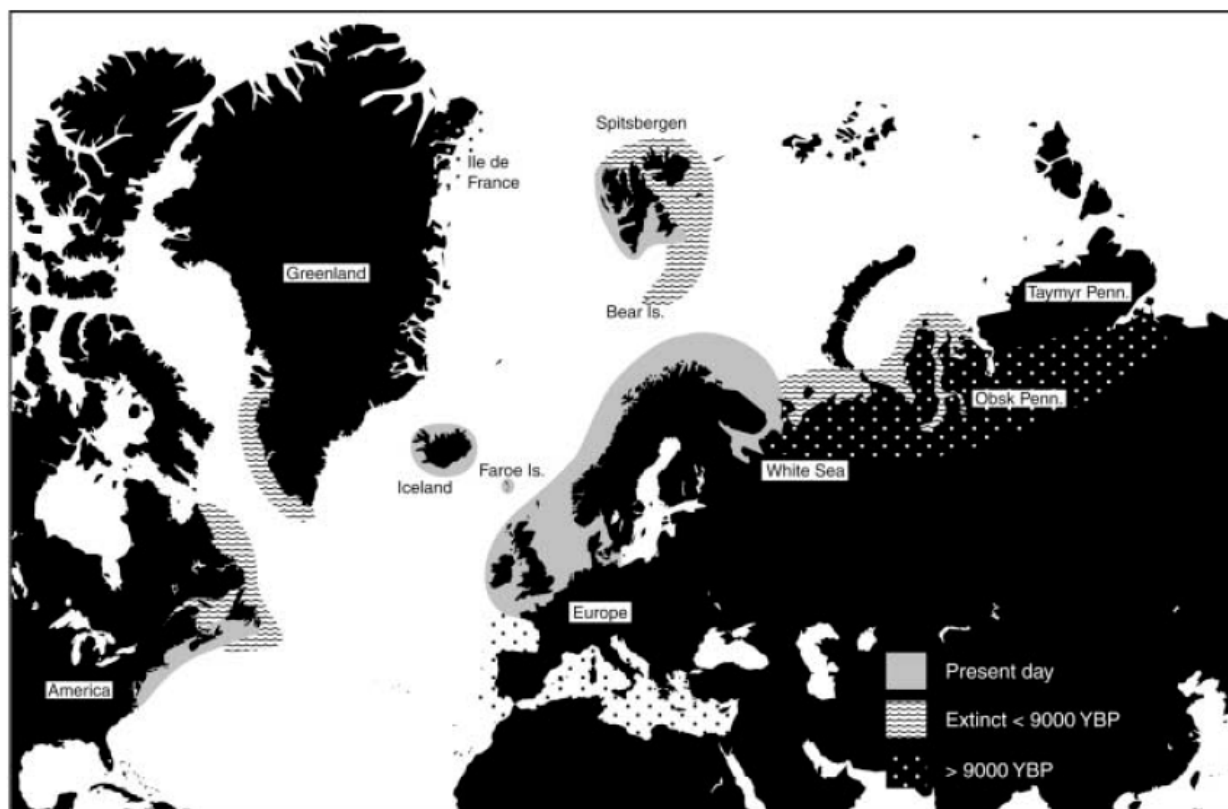 Spitsbergen
Ile de
France
Greenland
Taymyr Penn.
Bear Is.
Obsk Penn.
Faroe Is.
White Sea
Iceland
Europe
America
Present day
Extinct < 9000 YBP
> 9000 YBP